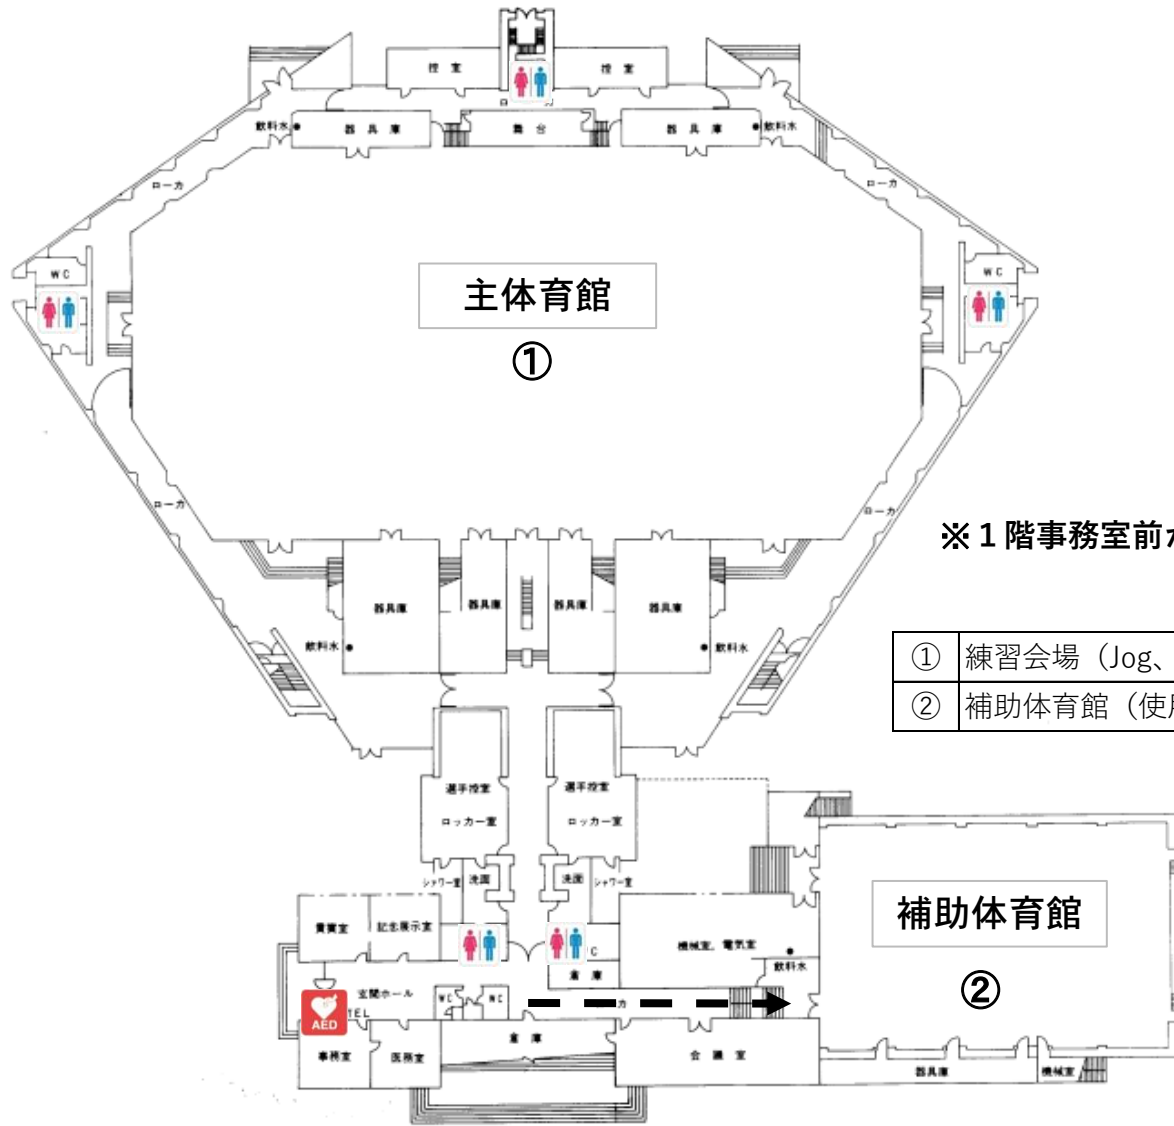 控室
控室
ロ
飲料水
器具庫
舞台
器具庫
飲料水
ローカ
ローカ
WC
WC
主体育館
①
ローカ
ローカ
※１階事務室前
器具庫
器具庫
器具庫
器具庫
飲料水
飲料水
① 練習会場（Jog、
② 補助体育館（使
選手控室
ロッカー室
選手控室
ロッカー室
シャワー室
洗面
洗面
シャワー室
補助体育館
②
貴賓室
記念展示室
機械室、電気室
C
倉庫
飲料水
玄関ホール
WC
WC
カ
TEL
AED
事務室
医務室
倉庫
会議室
器具庫
機械室